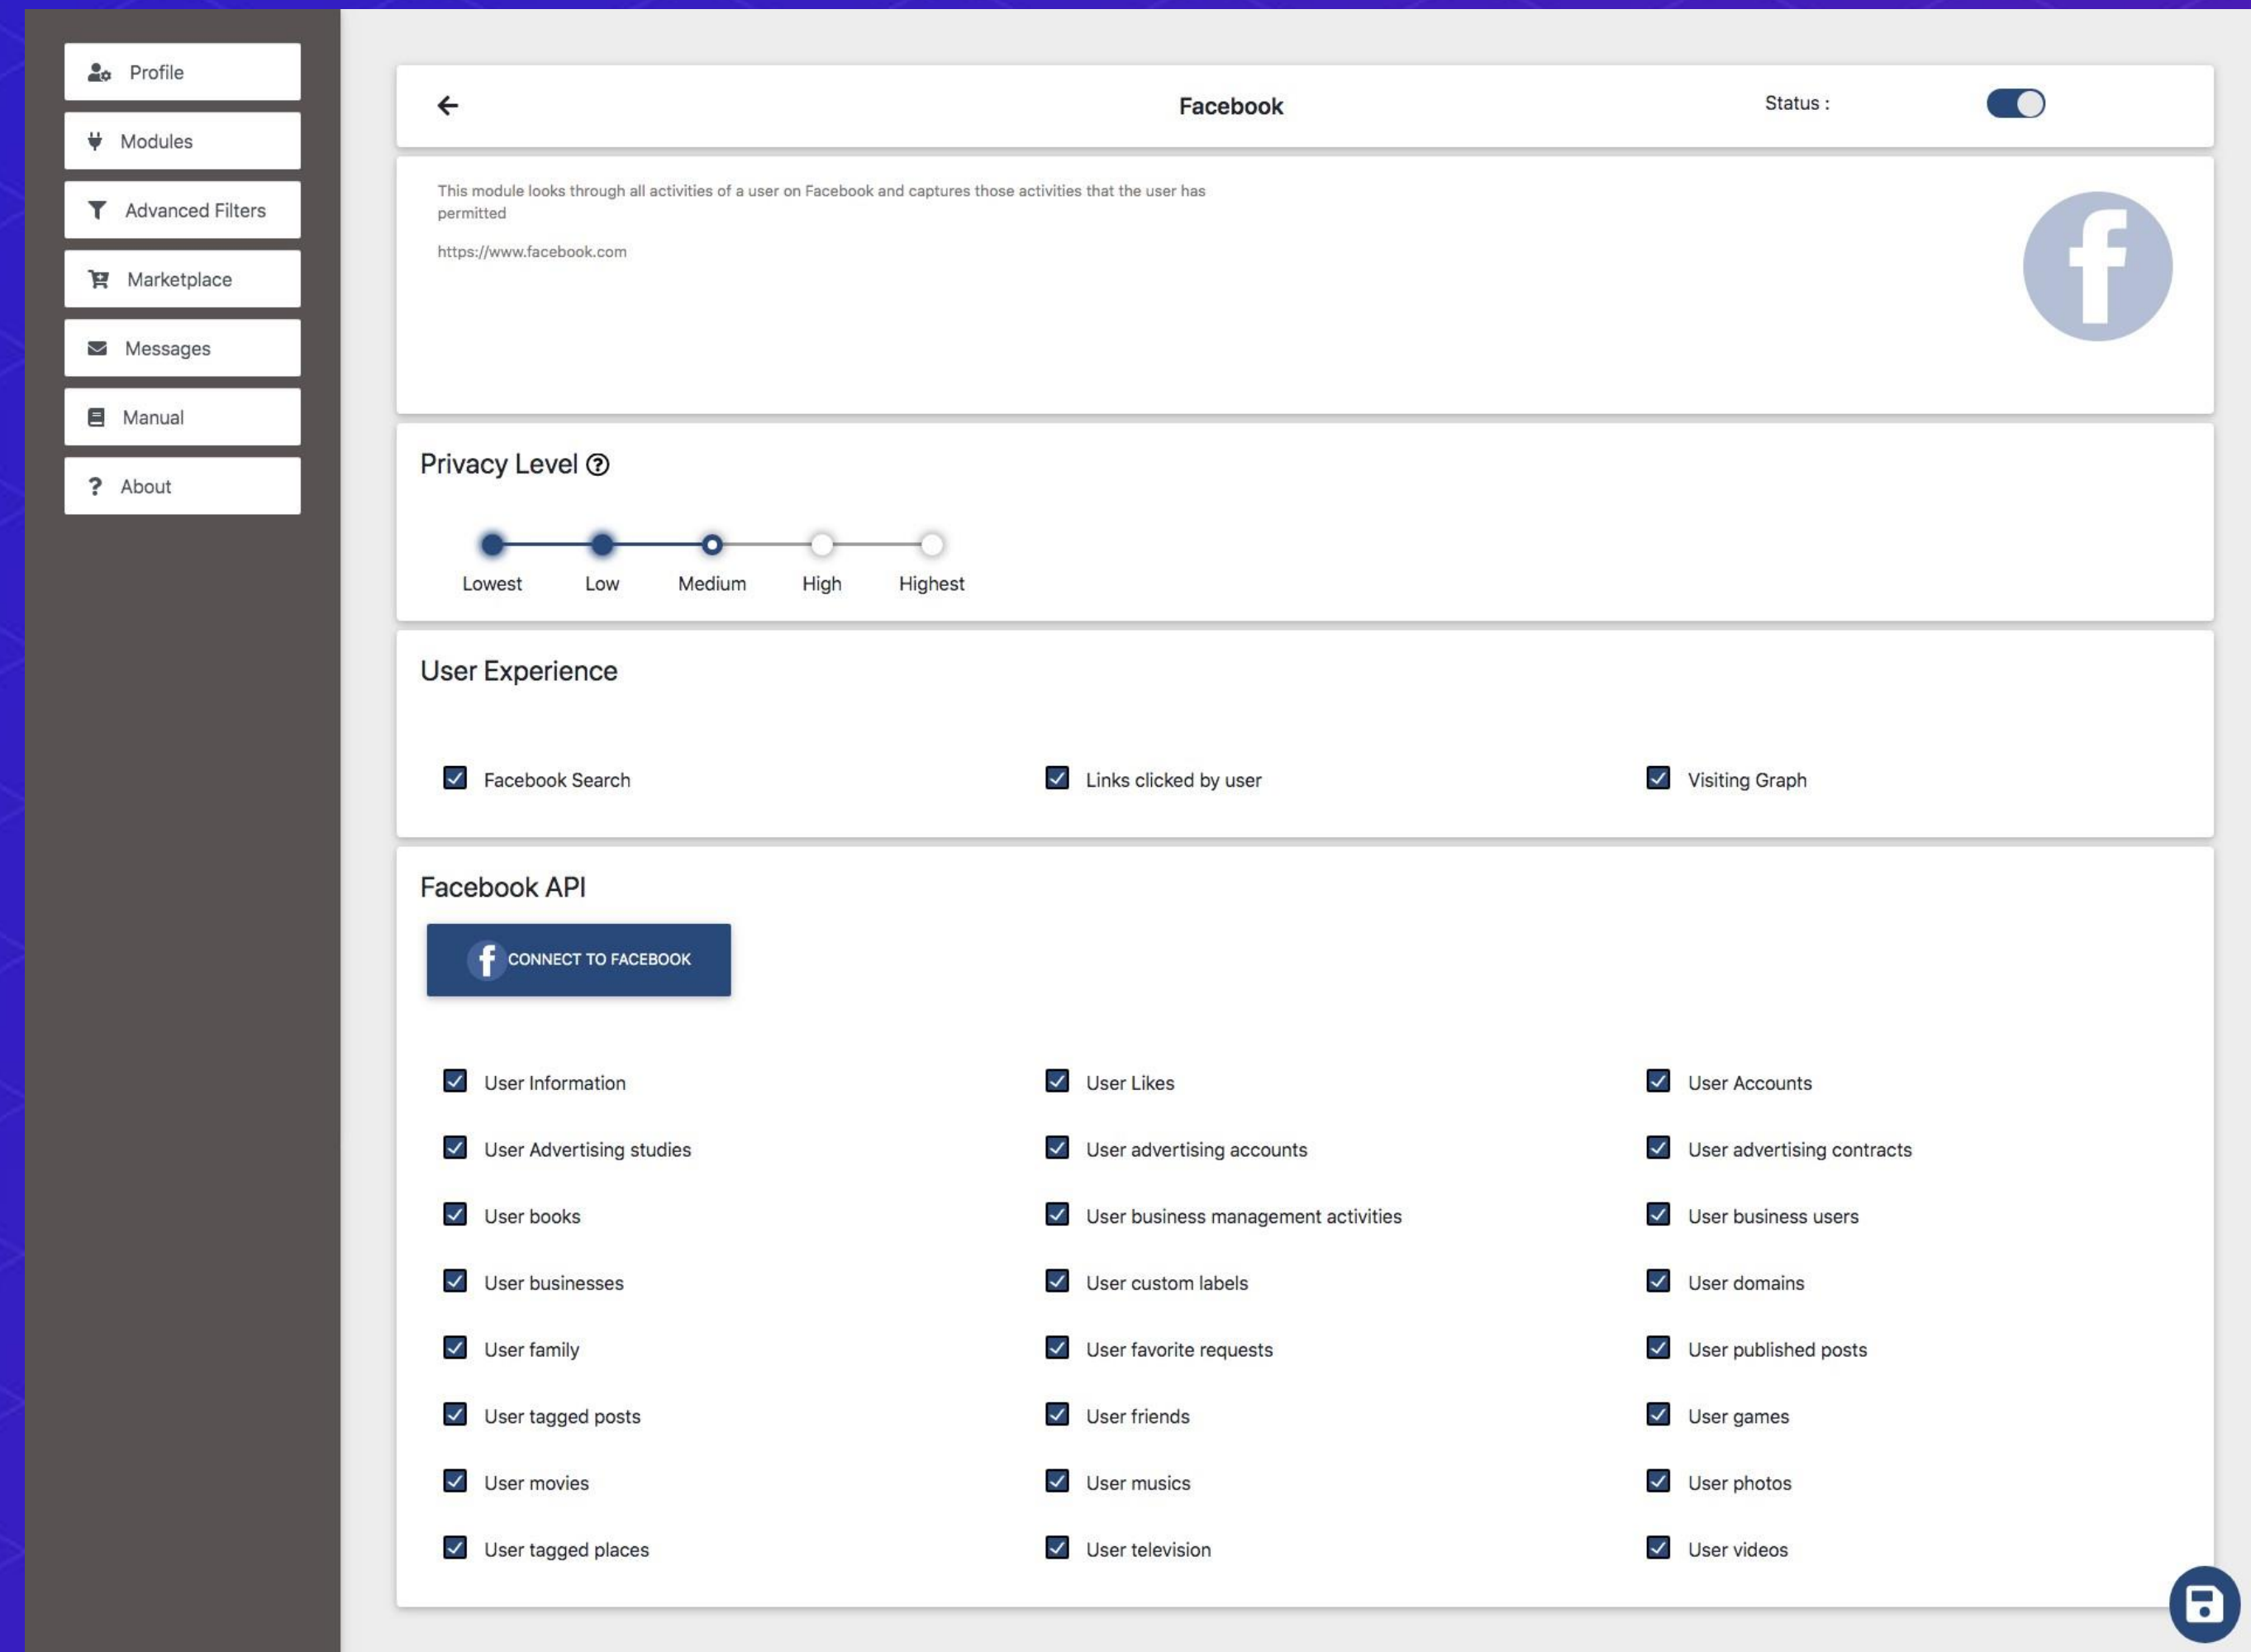 Profile
Modules
Advanced Filters
Marketplace
Messages
Manual
? About
Facebook
Status :
This module looks through all activities of a user on Facebook and captures those activities that the user has
permitted
https://www.facebook.com
Privacy Level ?
Lowest Low Medium High Highest
User Experience
Facebook Search Links clicked by user Visiting Graph
Facebook API
f CONNECT TO FACEBOOK
User Information User Likes User Accounts
User Advertising studies User advertising accounts User advertising contracts
User books User business management activities User business users
User businesses User custom labels User domains
User family User favorite requests User published posts
User tagged posts User friends User games
User movies User musics User photos
User tagged places User television User videos